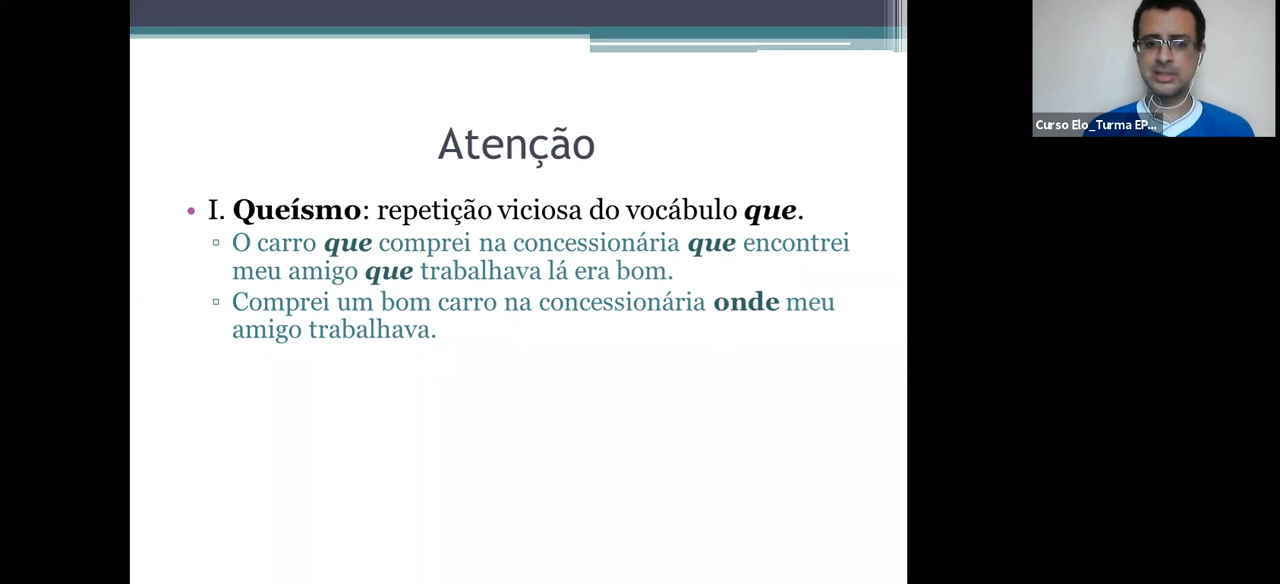 Atenção
• I. Queísmo: repetição viciosa do vocábulo que.
▫ O carro que comprei na concessionária que encontrei
meu amigo que trabalhava lá era bom.
▫ Comprei um bom carro na concessionária onde meu
amigo trabalhava.
Curso Elo_Turma EP...